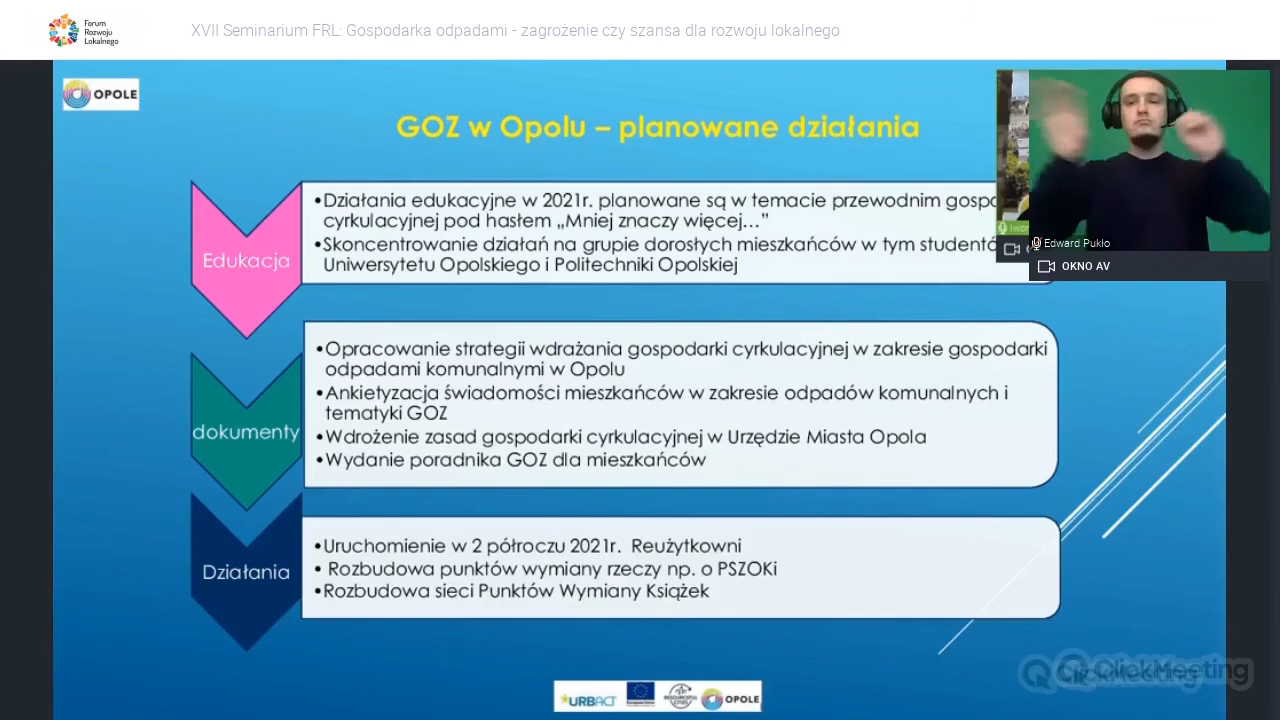 Forum
Rozwoju
Lokalnego
XVII Seminarium FRL: Gospodarka odpadami - zagrożenie czy szansa dla rozwoju lokalnego
OPOLE
GOZ w Opolu – planowane działania
Edukacja
•Działania edukacyjne w 2021r. planowane są w temacie przewodnim
cyrkulacyjnej pod hasłem „Mniej znaczy więcej…”
•Skoncentrowanie działań na grupie dorosłych mieszkańców w tym
Uniwersytetu Opolskiego i Politechniki Opolskiej
Edward Pukło
OKNO AV
dokumenty
•Opracowanie strategii wdrażania gospodarki cyrkulacyjnej w zakresie gospodarki
odpadami komunalnymi w Opolu
•Ankietyzacja świadomości mieszkańców w zakresie odpadów komunalnych i
tematyki GOZ
•Wdrożenie zasad gospodarki cyrkulacyjnej w Urzędzie Miasta Opola
•Wydanie poradnika GOZ dla mieszkańców
Działania
•Uruchomienie w 2 półroczu 2021r. Reużytkowni
• Rozbudowa punktów wymiany rzeczy np. o PSZOKi
•Rozbudowa sieci Punktów Wymiany Książek
ClickMeeting
URBACT
OPOLE